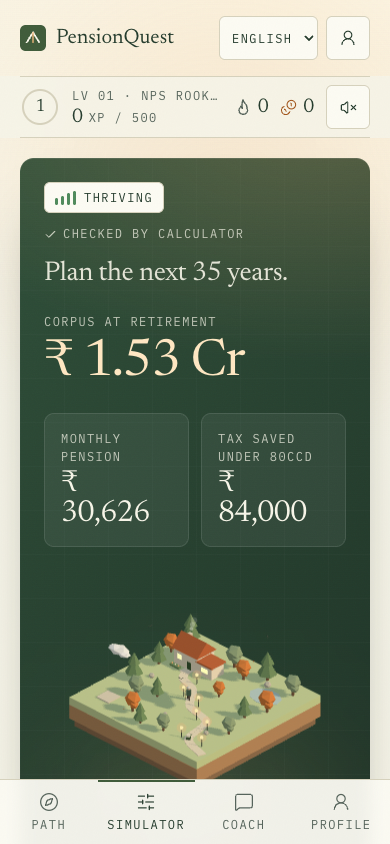 PensionQuest
ENGLISH
1
LV 01 · NPS ROOK…
0 XP / 500
0
0
THRIVING
CHECKED BY CALCULATOR
Plan the next 35 years.
CORPUS AT RETIREMENT
₹ 1.53 Cr
MONTHLY
PENSION
₹
30,626
TAX SAVED
UNDER 80CCD
₹
84,000
PATH
SIMULATOR
COACH
PROFILE